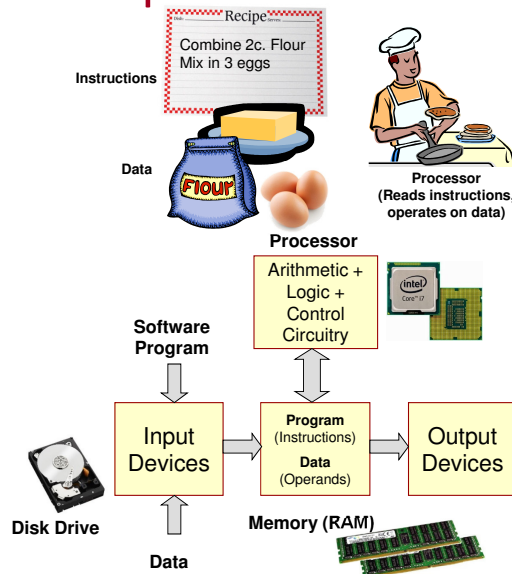 Recipe
Combine 2c. Flour
Mix in 3 eggs
Instructions
Data
FLOUR
Processor
(Reads instructions,
operates on data)
Processor
Arithmetic +
Logic +
Control
Circuitry
intel
Core™ i7
Software
Program
Input
Devices
Program
(Instructions)
Data
(Operands)
Output
Devices
Disk Drive
Memory (RAM)
Data